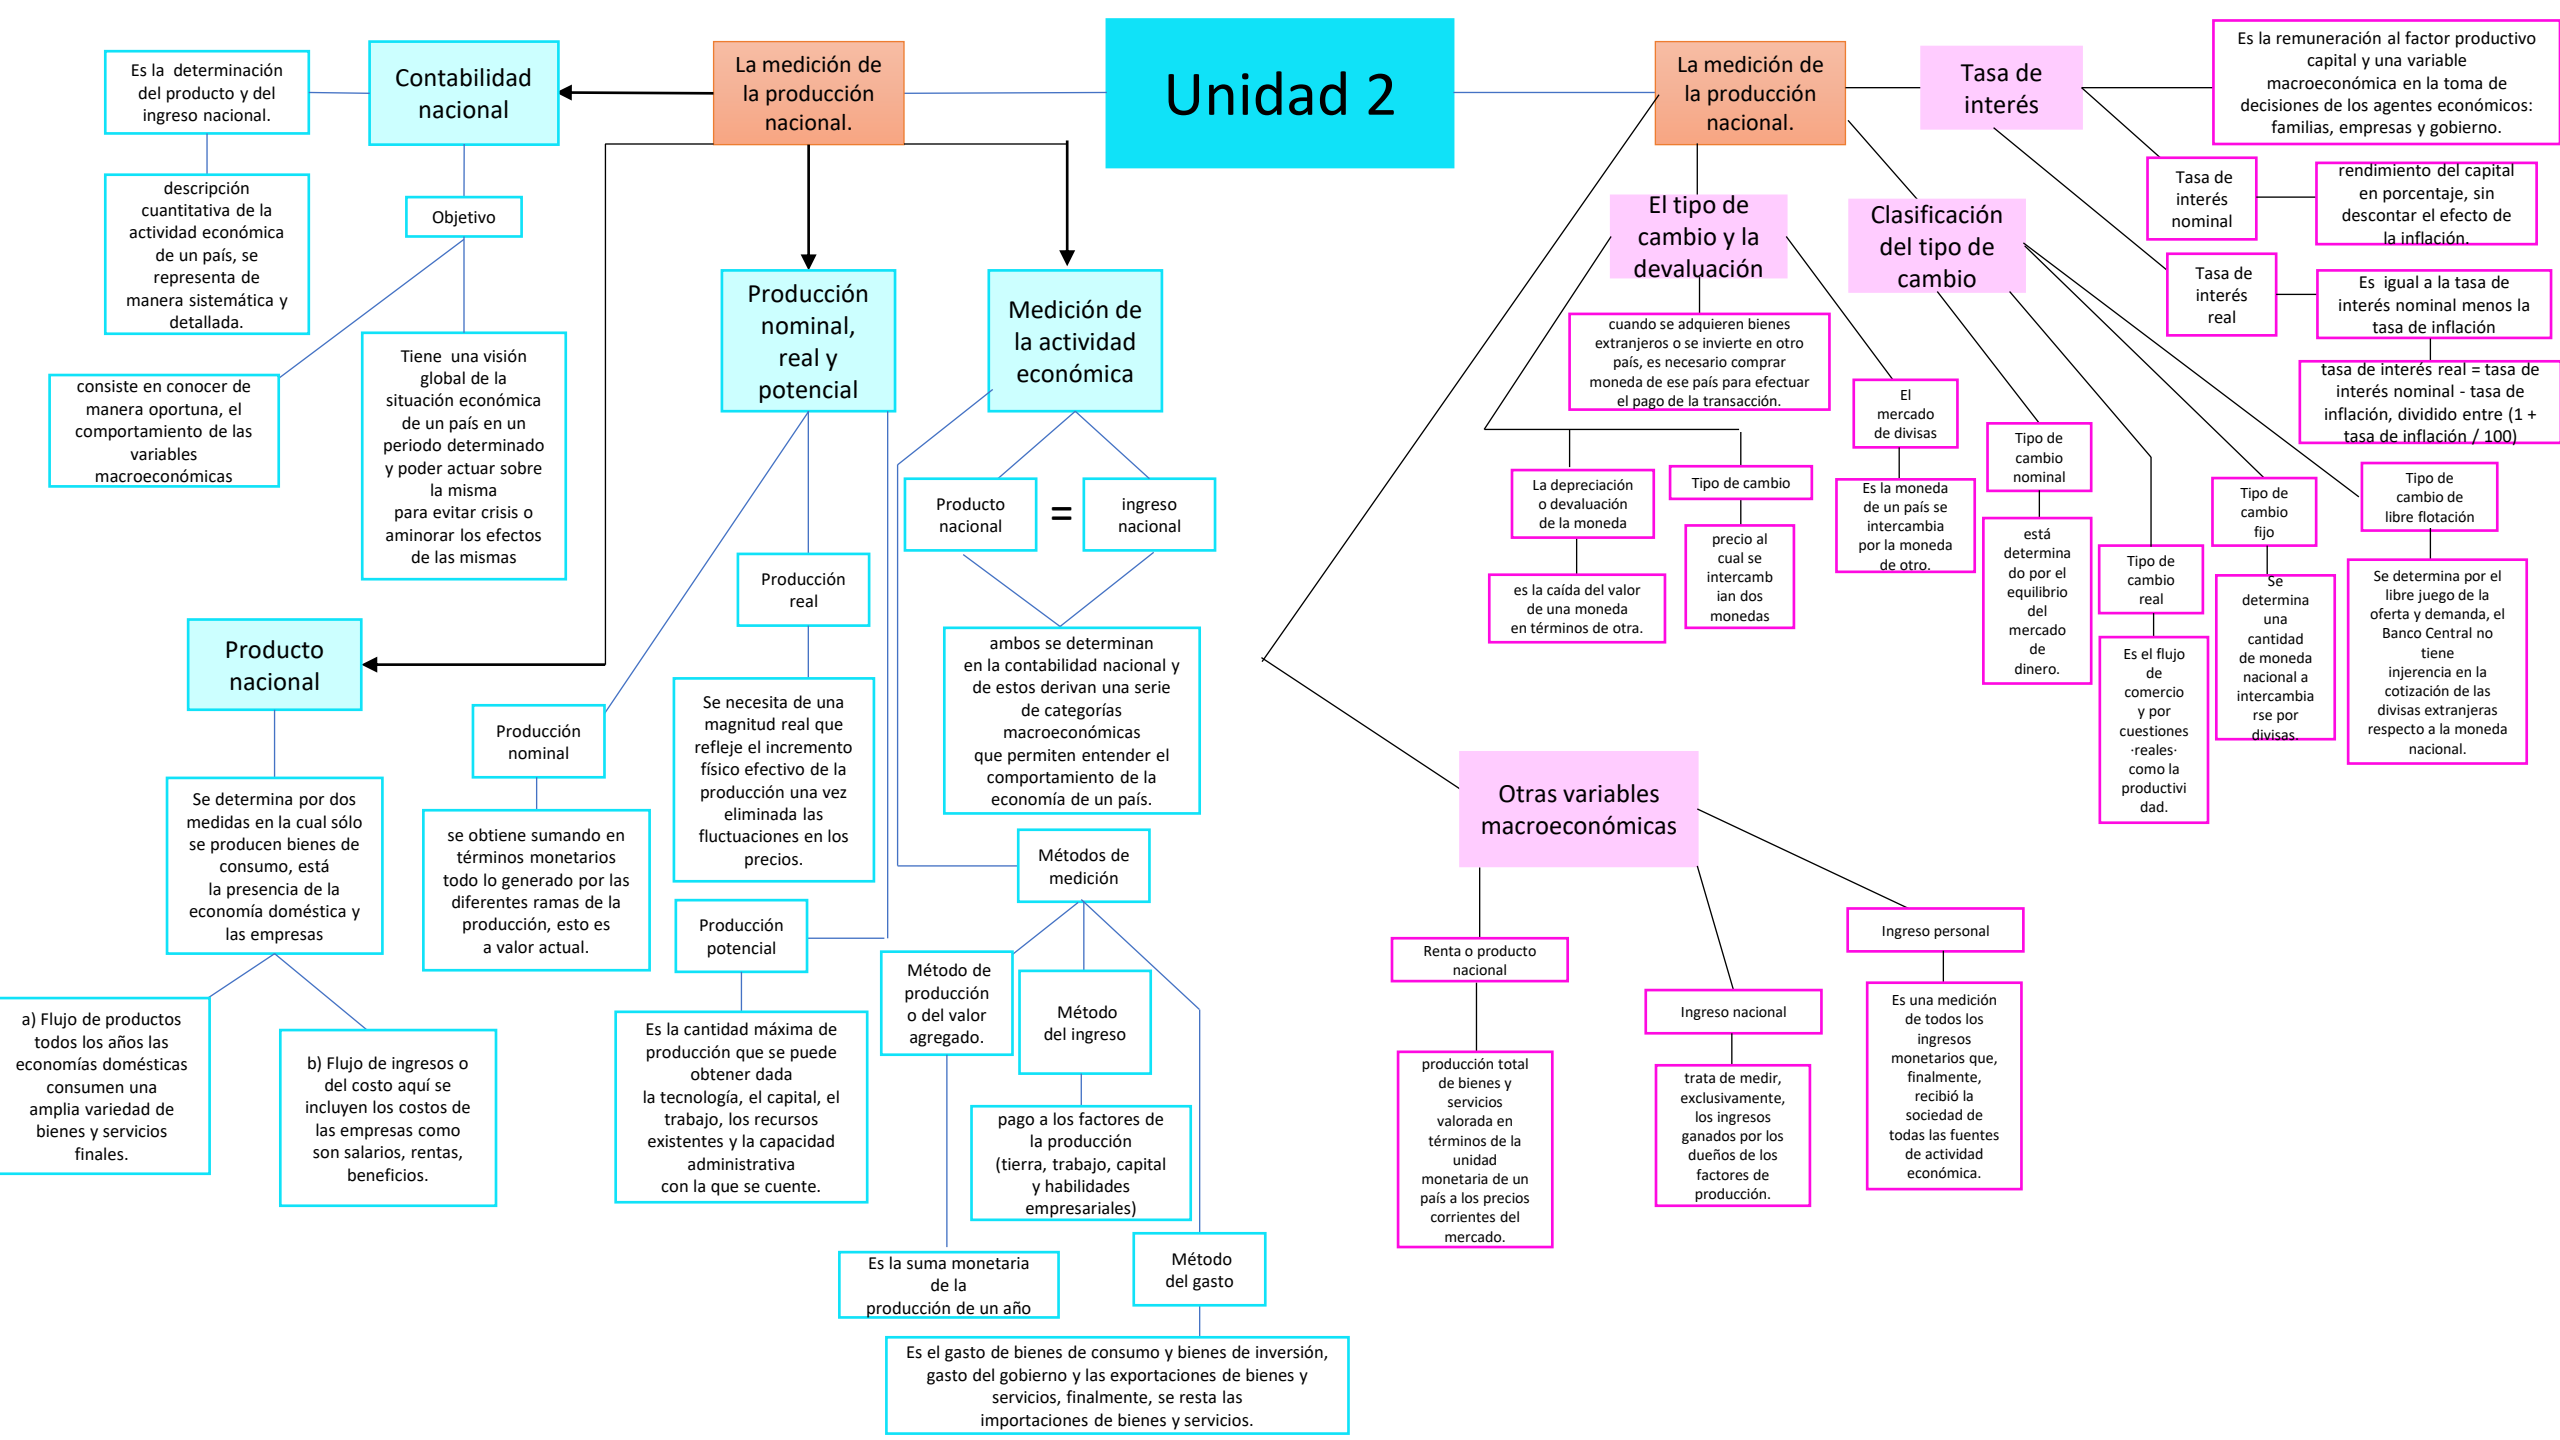 Unidad 2
La medición de
la producción
nacional.
Contabilidad
nacional
Es la  determinación
del producto y del
ingreso nacional.
descripción
cuantitativa de la
actividad económica
de un país, se
representa de
manera sistemática y
detallada.
Objetivo
consiste en conocer de
manera oportuna, el
comportamiento de las
variables
macroeconómicas
Tiene  una visión
global de la
situación económica
de un país en un
periodo determinado
y poder actuar sobre
la misma
para evitar crisis o
aminorar los efectos
de las mismas
Producto
nacional
Se determina por dos
medidas en la cual sólo
se producen bienes de
consumo, está
la presencia de la
economía doméstica y
las empresas
a) Flujo de productos
todos los años las
economías domésticas
consumen una
amplia variedad de
bienes y servicios
finales.
b) Flujo de ingresos o
del costo aquí se
incluyen los costos de
las empresas como
son salarios, rentas,
beneficios.
Producción
nominal,
real y
potencial
Producción
nominal
se obtiene sumando en
términos monetarios
todo lo generado por las
diferentes ramas de la
producción, esto es
a valor actual.
Producción
real
Se necesita de una
magnitud real que
refleje el incremento
físico efectivo de la
producción una vez
eliminada las
fluctuaciones en los
precios.
Producción
potencial
Es la cantidad máxima de
producción que se puede
obtener dada
la tecnología, el capital, el
trabajo, los recursos
existentes y la capacidad
administrativa
con la que se cuente.
Medición de
la actividad
económica
Producto
nacional
=
ingreso
nacional
ambos se determinan
en la contabilidad nacional y
de estos derivan una serie
de categorías
macroeconómicas
que permiten entender el
comportamiento de la
economía de un país.
Métodos de
medición
Método de
producción
o del valor
agregado.
Es la suma monetaria
de la
producción de un año
Método
del ingreso
pago a los factores de
la producción
(tierra, trabajo, capital
y habilidades
empresariales)
Método
del gasto
Es el gasto de bienes de consumo y bienes de inversión,
gasto del gobierno y las exportaciones de bienes y
servicios, finalmente, se resta las
importaciones de bienes y servicios.
La medición de
la producción
nacional.
Tasa de
interés
Es la remuneración al factor productivo
capital y una variable
macroeconómica en la toma de
decisiones de los agentes económicos:
familias, empresas y gobierno.
Tasa de
interés
nominal
rendimiento del capital
en porcentaje, sin
descontar el efecto de
la inflación.
Tasa de
interés
real
Es  igual a la tasa de
interés nominal menos la
tasa de inflación
tasa de interés real = tasa de
interés nominal - tasa de
inflación, dividido entre (1 +
tasa de inflación / 100)
El tipo de
cambio y la
devaluación
cuando se adquieren bienes
extranjeros o se invierte en otro
país, es necesario comprar
moneda de ese país para efectuar
el pago de la transacción.
La depreciación
o devaluación
de la moneda
es la caída del valor
de una moneda
en términos de otra.
Tipo de cambio
precio al
cual se
intercamb
ian dos
monedas
El
mercado
de divisas
Es la moneda
de un país se
intercambia
por la moneda
de otro.
Clasificación
del tipo de
cambio
Tipo de
cambio
nominal
está
determina
do por el
equilibrio
del
mercado
de
dinero.
Tipo de
cambio
real
Es el flujo
de
comercio
y por
cuestiones
·reales·
como la
productivi
dad.
Tipo de
cambio
fijo
Se
determina
una
cantidad
de moneda
nacional a
intercambia
rse por
divisas.
Tipo de
cambio de
libre flotación
Se determina por el
libre juego de la
oferta y demanda, el
Banco Central no
tiene
injerencia en la
cotización de las
divisas extranjeras
respecto a la moneda
nacional.
Otras variables
macroeconómicas
Renta o producto
nacional
producción total
de bienes y
servicios
valorada en
términos de la
unidad
monetaria de un
país a los precios
corrientes del
mercado.
Ingreso nacional
trata de medir,
exclusivamente,
los ingresos
ganados por los
dueños de los
factores de
producción.
Ingreso personal
Es una medición
de todos los
ingresos
monetarios que,
finalmente,
recibió la
sociedad de
todas las fuentes
de actividad
económica.